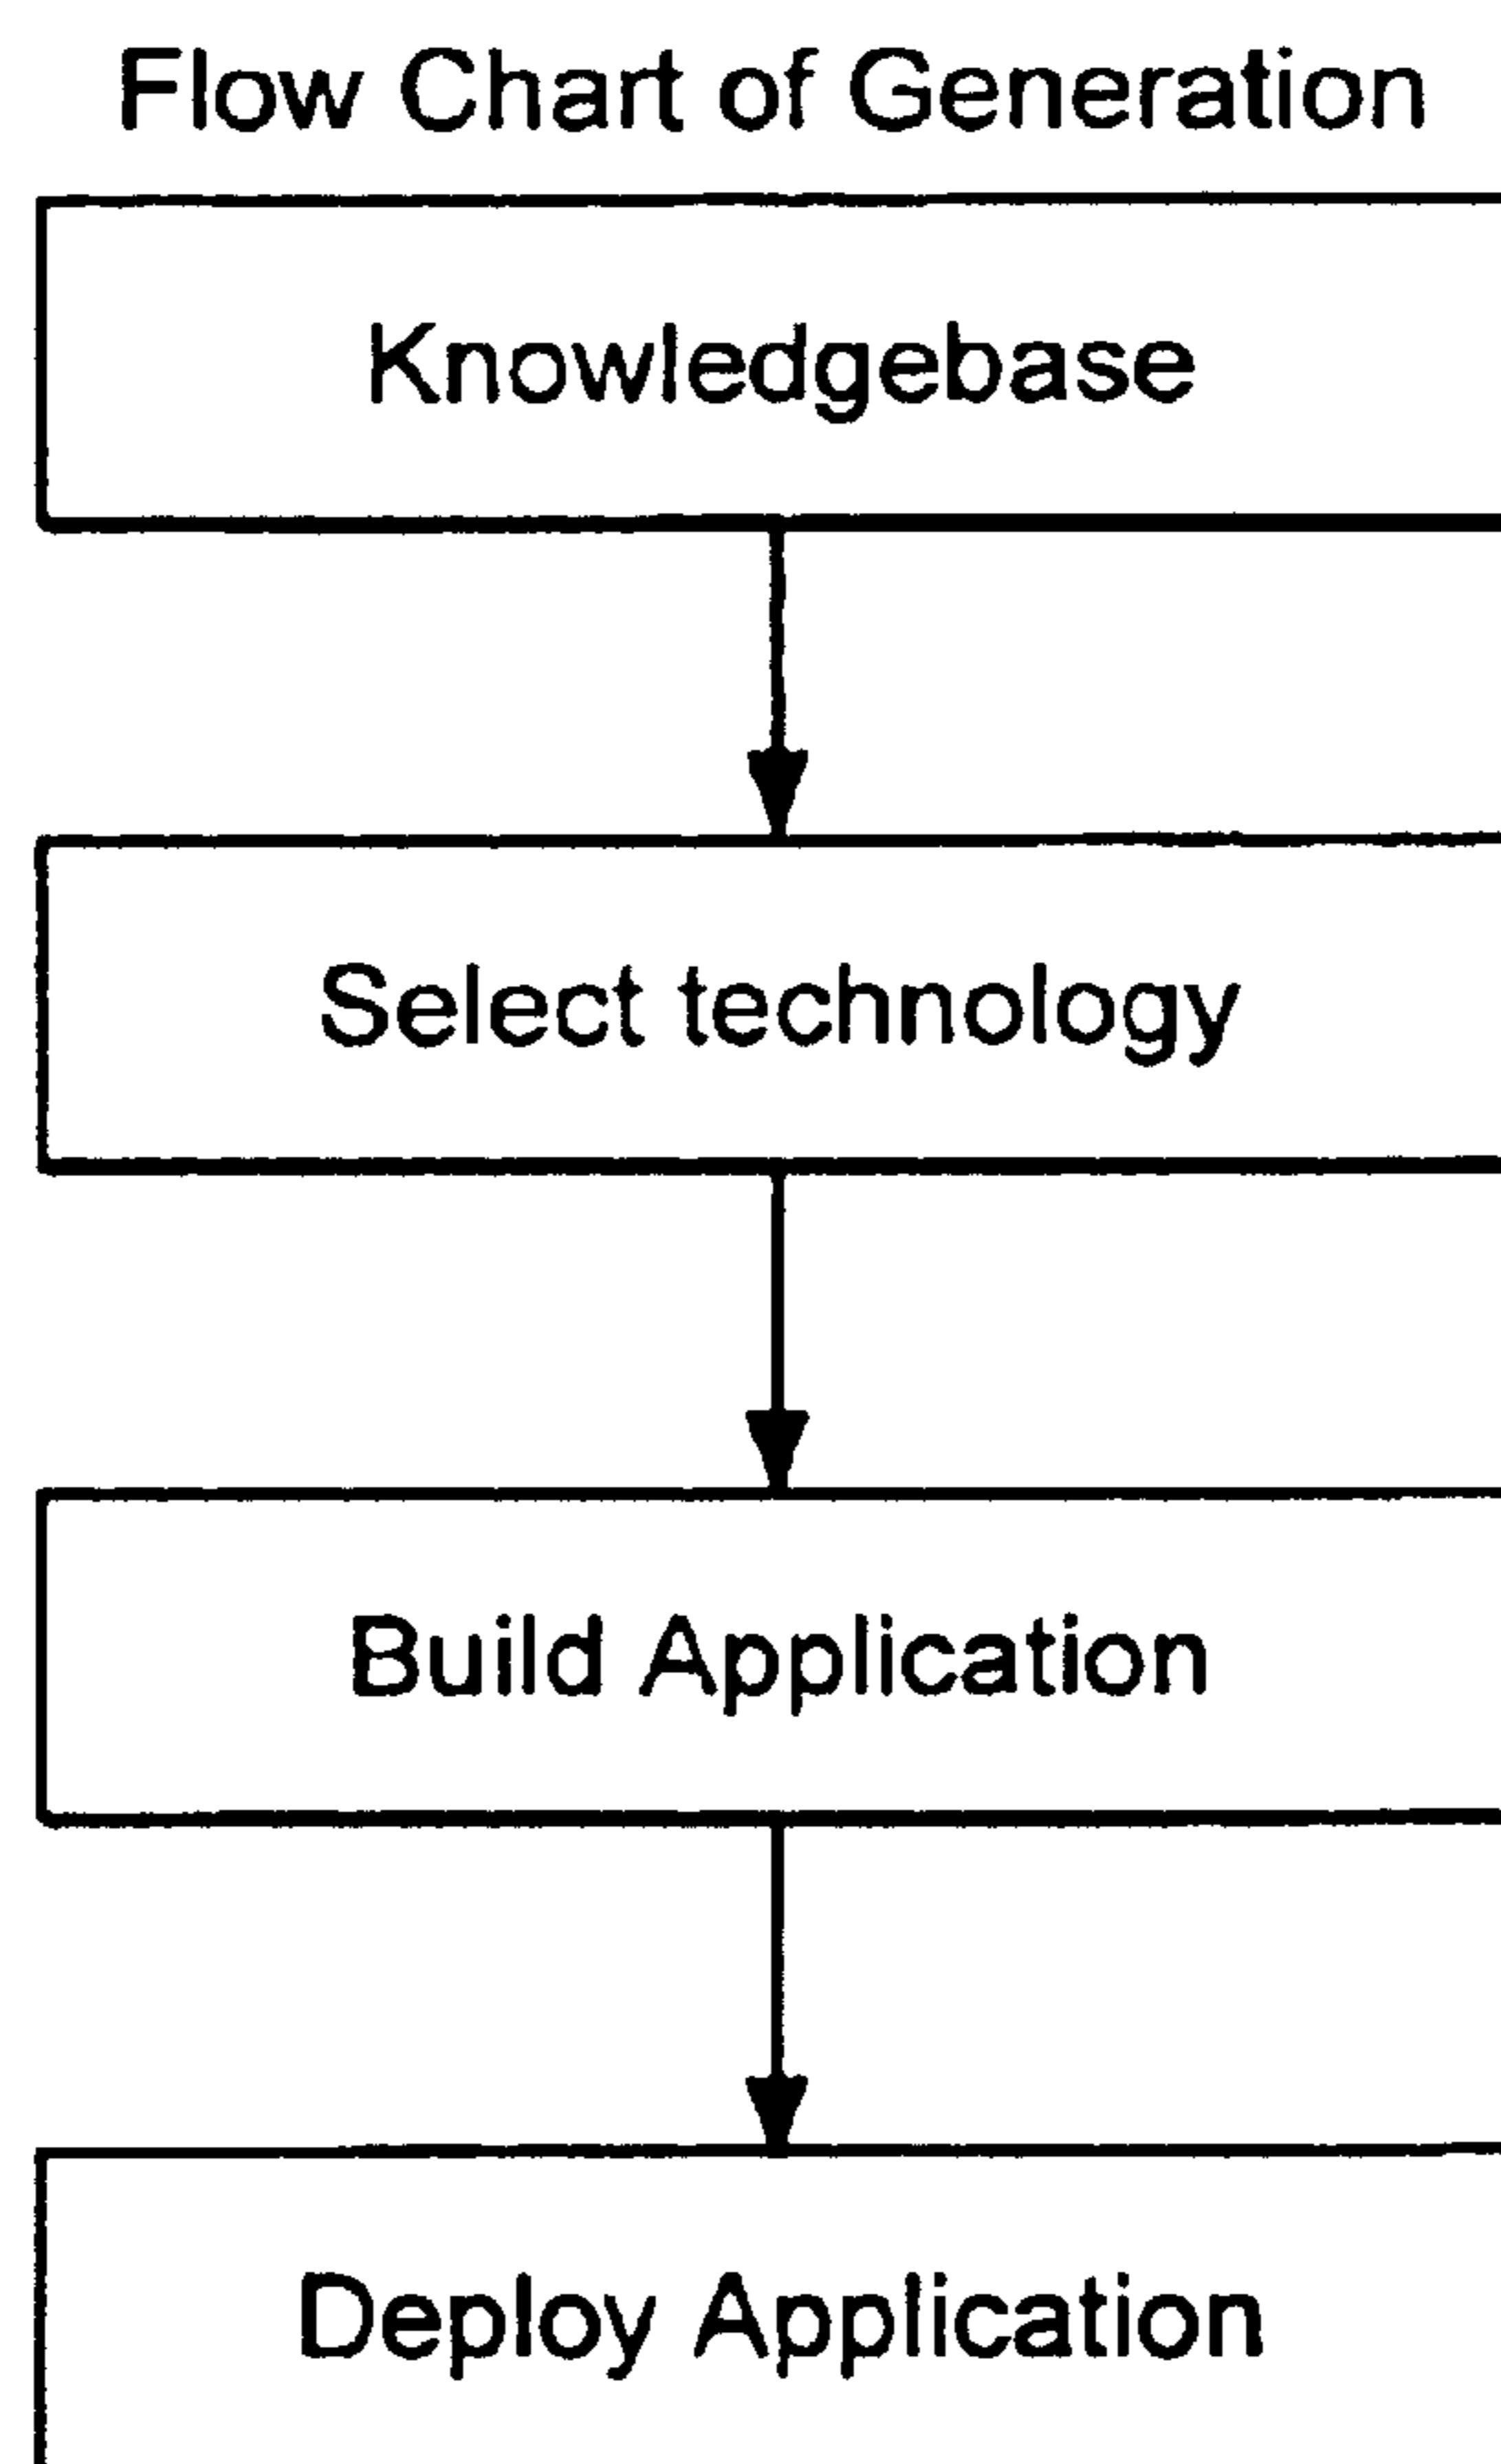 Flow Chart of Generation
Knowledgebase
Select technology
Build Application
Deploy Application